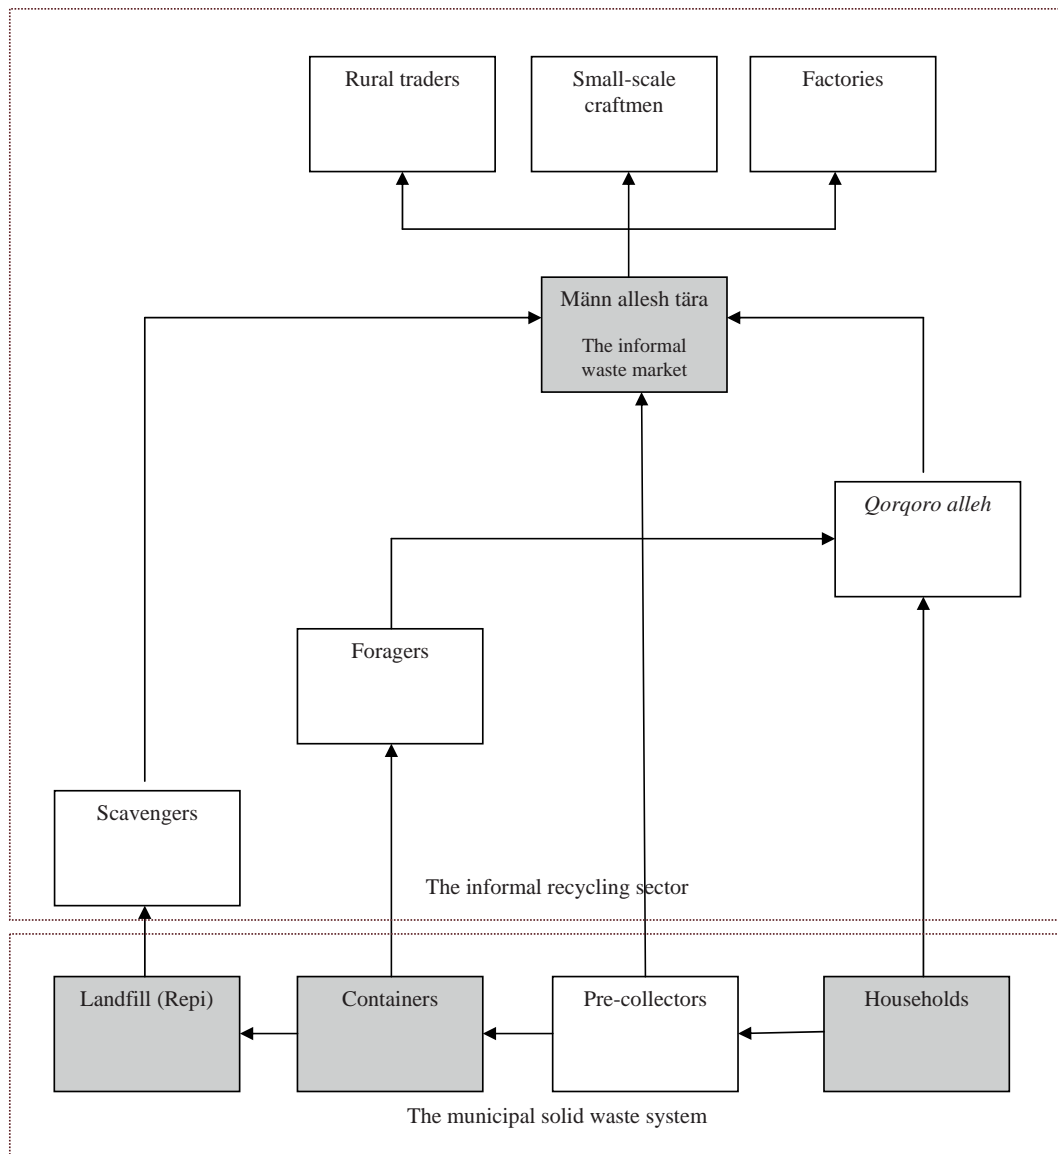 Rural traders
Small-scale
craftmen
Factories
Männ allesh tära
The informal
waste market
Qorqoro alleh
Foragers
Scavengers
The informal recycling sector
Landfill (Repi)
Containers
Pre-collectors
Households
The municipal solid waste system